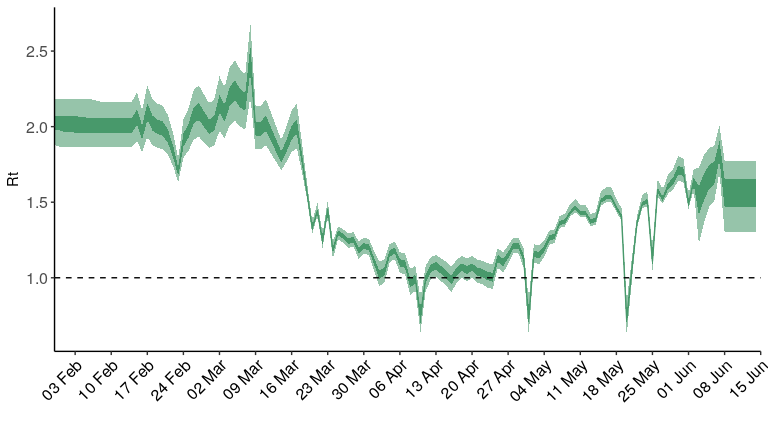 2.5
2.0
1.5
1.0
Rt
03 Feb
10 Feb
17 Feb
24 Feb
02 Mar
09 Mar
16 Mar
23 Mar
30 Mar
06 Apr
13 Apr
20 Apr
27 Apr
04 May
11 May
18 May
25 May
01 Jun
08 Jun
15 Jun